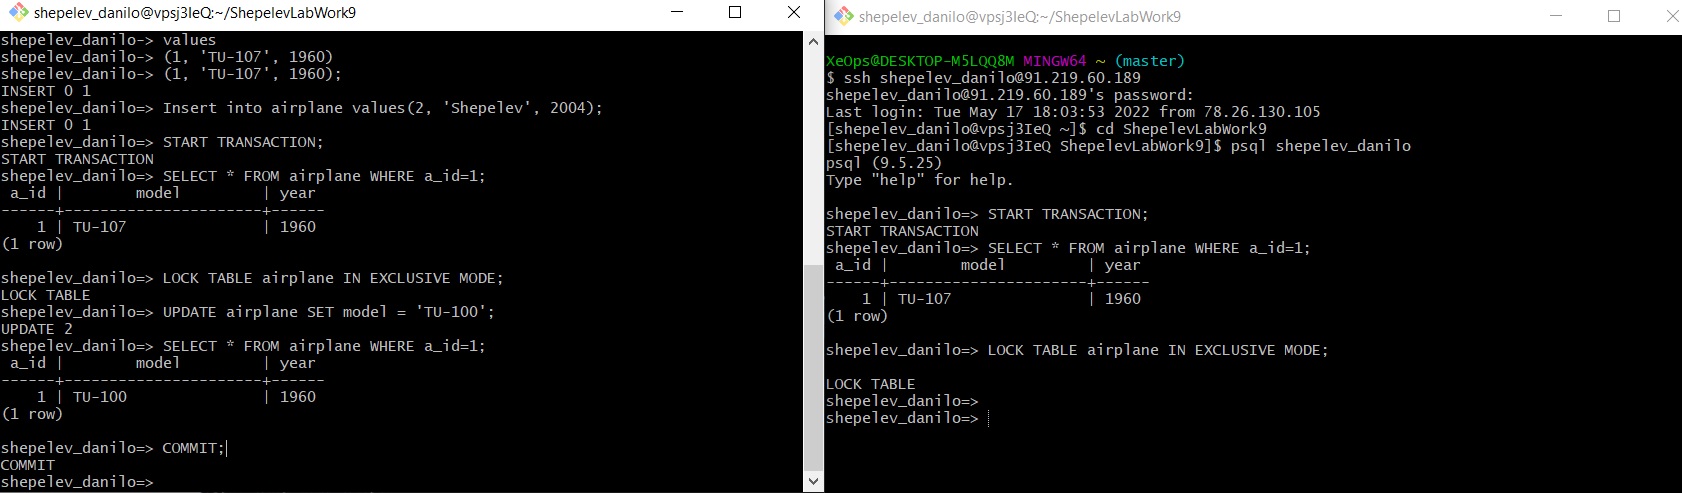 shepelev_danilo@vpsj3IeQ:~/ShepelevLabWork9
shepelev_danilo-> values
shepelev_danilo-> (1, 'TU-107', 1960)
shepelev_danilo-> (1, 'TU-107', 1960);
INSERT 0 1
shepelev_danilo=> Insert into airplane values(2, 'Shepelev', 2004);
INSERT 0 1
shepelev_danilo=> START TRANSACTION;
START TRANSACTION
shepelev_danilo=> SELECT * FROM airplane WHERE a_id=1;
a_id | model | year
------+----------------------+------
1 | TU-107 | 1960
(1 row)
shepelev_danilo=> LOCK TABLE airplane IN EXCLUSIVE MODE;
LOCK TABLE
shepelev_danilo=> UPDATE airplane SET model = 'TU-100';
UPDATE 2
shepelev_danilo=> SELECT * FROM airplane WHERE a_id=1;
a_id | model | year
------+----------------------+------
1 | TU-100 | 1960
(1 row)
shepelev_danilo=> COMMIT;
COMMIT
shepelev_danilo=>
shepelev_danilo@vpsj3IeQ:~/ShepelevLabWork9
XeOps@DESKTOP-M5LQQ8M MINGW64 ~ (master)
$ ssh shepelev_danilo@91.219.60.189
shepelev_danilo@91.219.60.189's password:
Last login: Tue May 17 18:03:53 2022 from 78.26.130.105
[shepelev_danilo@vpsj3IeQ ~]$ cd ShepelevLabWork9
[shepelev_danilo@vpsj3IeQ ShepelevLabWork9]$ psql shepelev_danilo
psql (9.5.25)
Type "help" for help.
shepelev_danilo=> START TRANSACTION;
START TRANSACTION
shepelev_danilo=> SELECT * FROM airplane WHERE a_id=1;
a_id | model | year
------+----------------------+------
1 | TU-107 | 1960
(1 row)
shepelev_danilo=> LOCK TABLE airplane IN EXCLUSIVE MODE;
LOCK TABLE
shepelev_danilo=>
shepelev_danilo=>